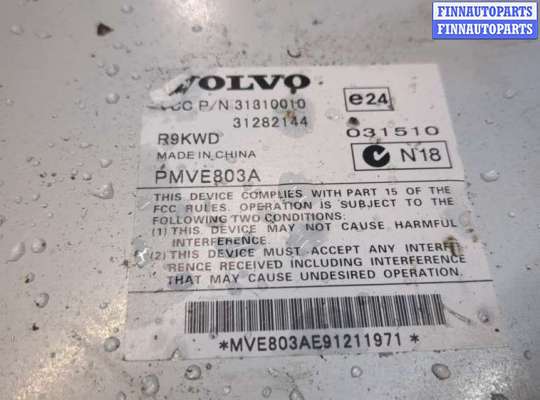 FINNAUTOPARTS
FINNAUTOPARTS
VOLVO
VCC P/N 31310010
31282144
e24
031510
R9KWD
MADE IN CHINA
N18
PMVE803A
THIS DEVICE COMPLIES WITH PART 15 OF THE
FCC RULES. OPERATION IS SUBJECT TO THE
FOLLOWING TWO CONDITIONS:
(1) THIS DEVICE MAY NOT CAUSE HARMFUL
INTERFERENCE.
(2) THIS DEVICE MUST ACCEPT ANY INTERFE
RENCE RECEIVED INCLUDING INTERFERENCE
THAT MAY CAUSE UNDESIRED OPERATION.
*MVE803AE91211971*